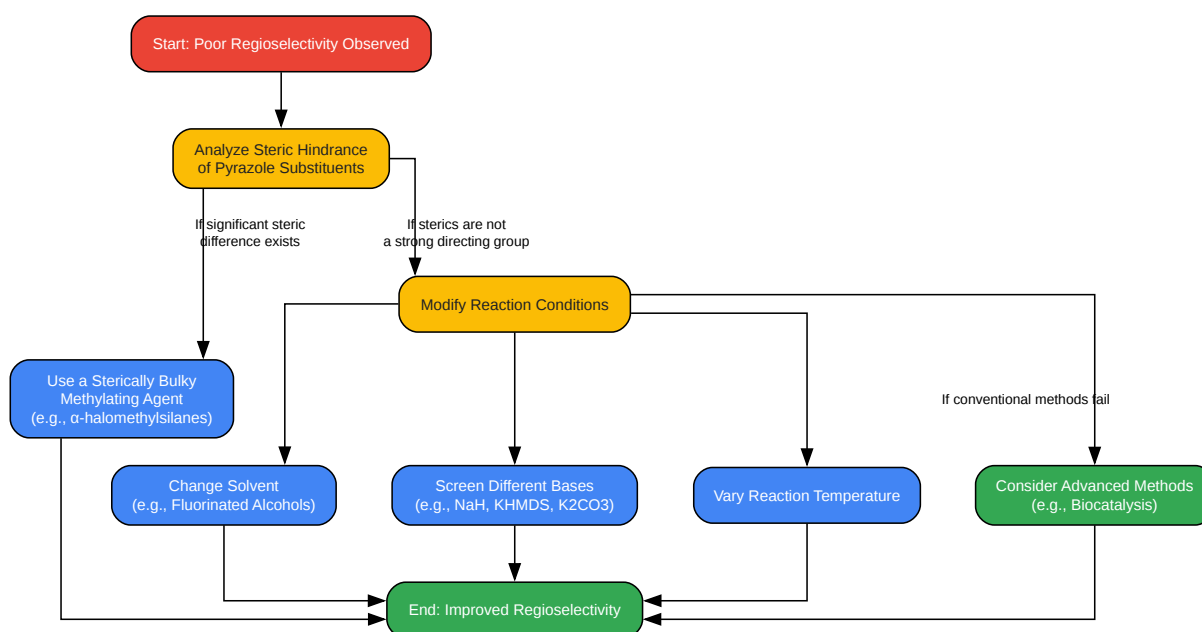 Start: Poor Regioselectivity Observed
Analyze Steric Hindrance
of Pyrazole Substituents
If significant steric
difference exists
If sterics are not
a strong directing group
Modify Reaction Conditions
Use a Sterically Bulky
Methylating Agent
(e.g., α-halomethylsilanes)
If conventional methods fail
Change Solvent
(e.g., Fluorinated Alcohols)
Screen Different Bases
(e.g., NaH, KHMDS, K2CO3)
Vary Reaction Temperature
Consider Advanced Methods
(e.g., Biocatalysis)
End: Improved Regioselectivity